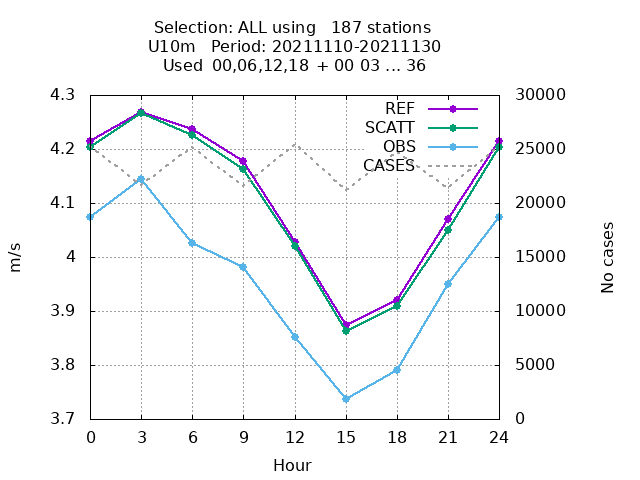 Selection: ALL using   187 stations
U10m   Period: 20211110-20211130
Used  00,06,12,18 + 00 03 ... 36
4.3
4.2
4.1
4
3.9
3.8
3.7
30000
25000
20000
15000
10000
5000
0
REF
SCATT
OBS
CASES
m/s
No cases
0 3 6 9 12 15 18 21 24
Hour